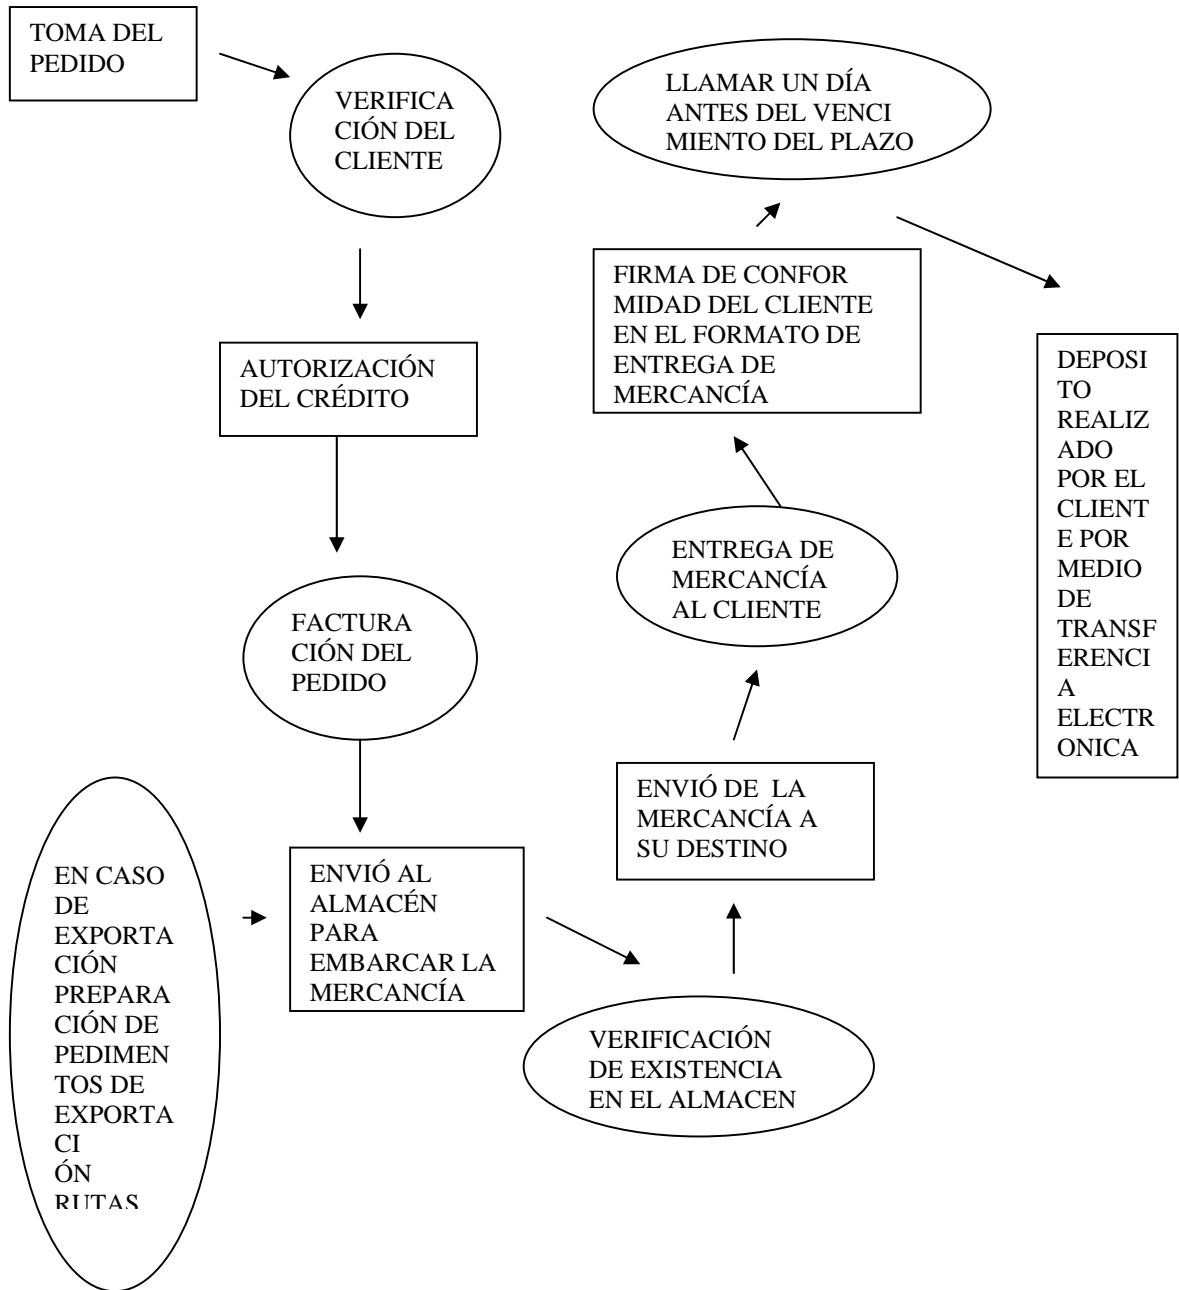 TOMA DEL
PEDIDO
VERIFICA
CIÓN DEL
CLIENTE
AUTORIZACIÓN
DEL CRÉDITO
FACTURA
CIÓN DEL
PEDIDO
EN CASO
DE
EXPORTA
CIÓN
PREPARA
CIÓN DE
PEDIMEN
TOS DE
EXPORTA
CI
ÓN
RUTAS
ENVIÓ AL
ALMACÉN
PARA
EMBARCAR LA
MERCANCÍA
VERIFICACIÓN
DE EXISTENCIA
EN EL ALMACEN
ENVIÓ DE  LA
MERCANCÍA A
SU DESTINO
ENTREGA DE
MERCANCÍA
AL CLIENTE
FIRMA DE CONFOR
MIDAD DEL CLIENTE
EN EL FORMATO DE
ENTREGA DE
MERCANCÍA
LLAMAR UN DÍA
ANTES DEL VENCI
MIENTO DEL PLAZO
DEPOSI
TO
REALIZ
ADO
POR EL
CLIENT
E POR
MEDIO
DE
TRANSF
ERENCI
A
ELECTR
ONICA